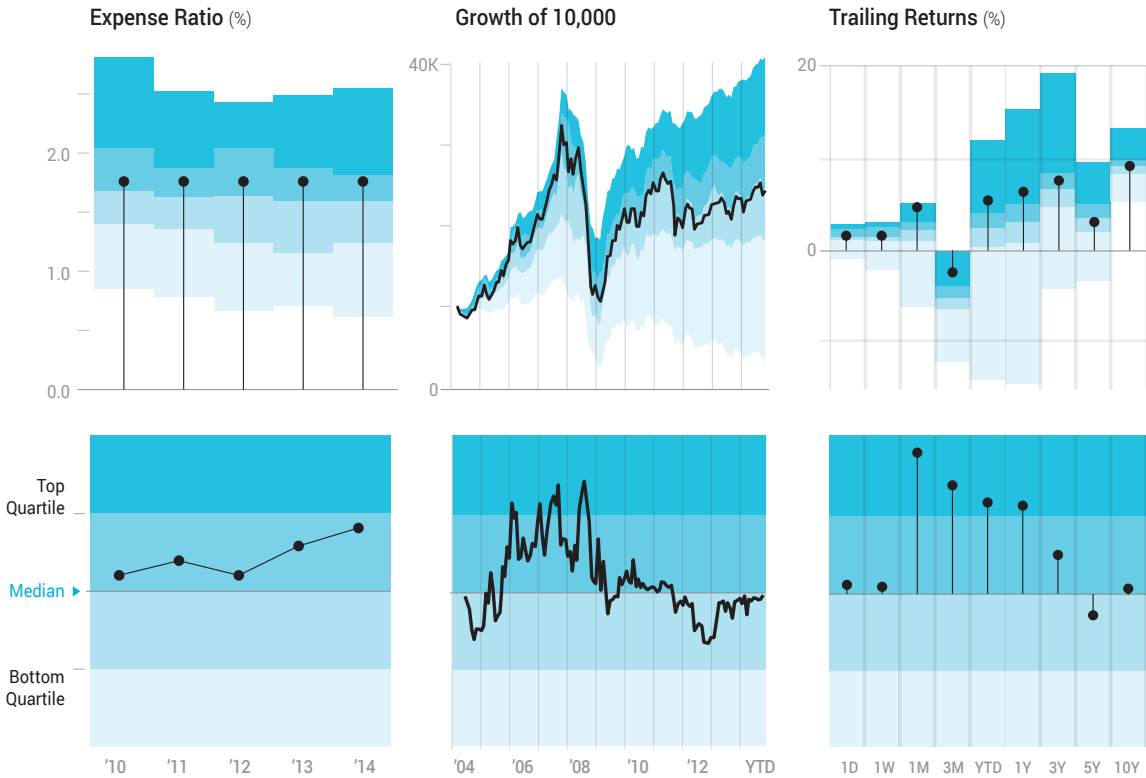 Expense Ratio (%)
2.0
1.0
0.0
Growth of 10,000
40K
0
Trailing Returns (%)
20
0
Top
Quartile
Median
Bottom
Quartile
’10 ’11 ’12 ’13 ’14
’04 ’06 ’08 ’10 ’12 YTD
1D 1W 1M 3M YTD 1Y 3Y 5Y 10Y